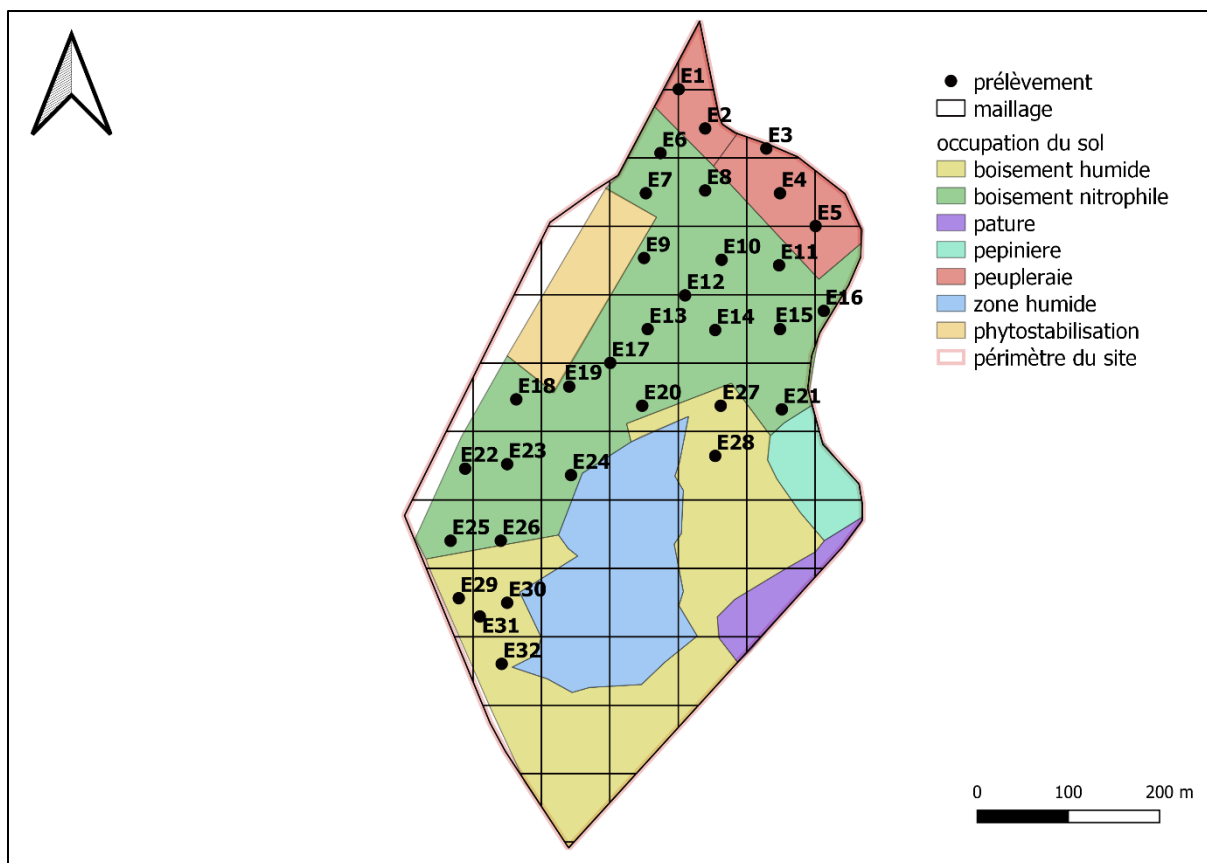 E1
E2
E3
E6
E7
E8
E4
E5
E9
E10
E11
E12
E16
E13
E14
E15
E17
E18
E19
E20
E27
E21
E22
E23
E24
E28
E25
E26
E29
E30
E31
E32
prélèvement
maillage
occupation du sol
boisement humide
boisement nitrophile
pature
pepiniere
peupleraie
zone humide
phytostabilisation
périmètre du site
0 100 200 m